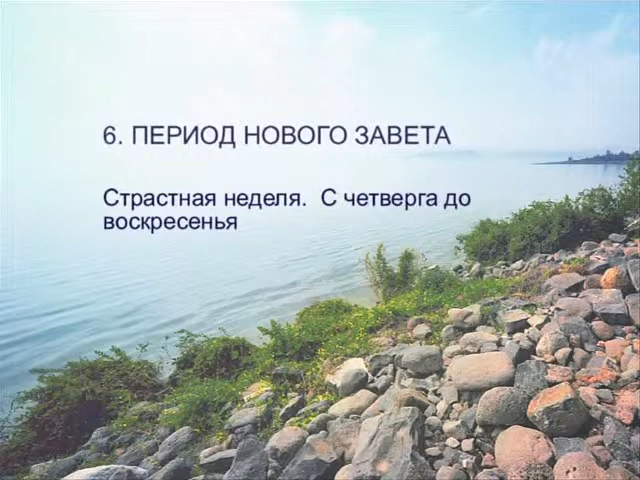 6. ПЕРИОД НОВОГО ЗАВЕТА
Страстная неделя.  С четверга до
воскресенья